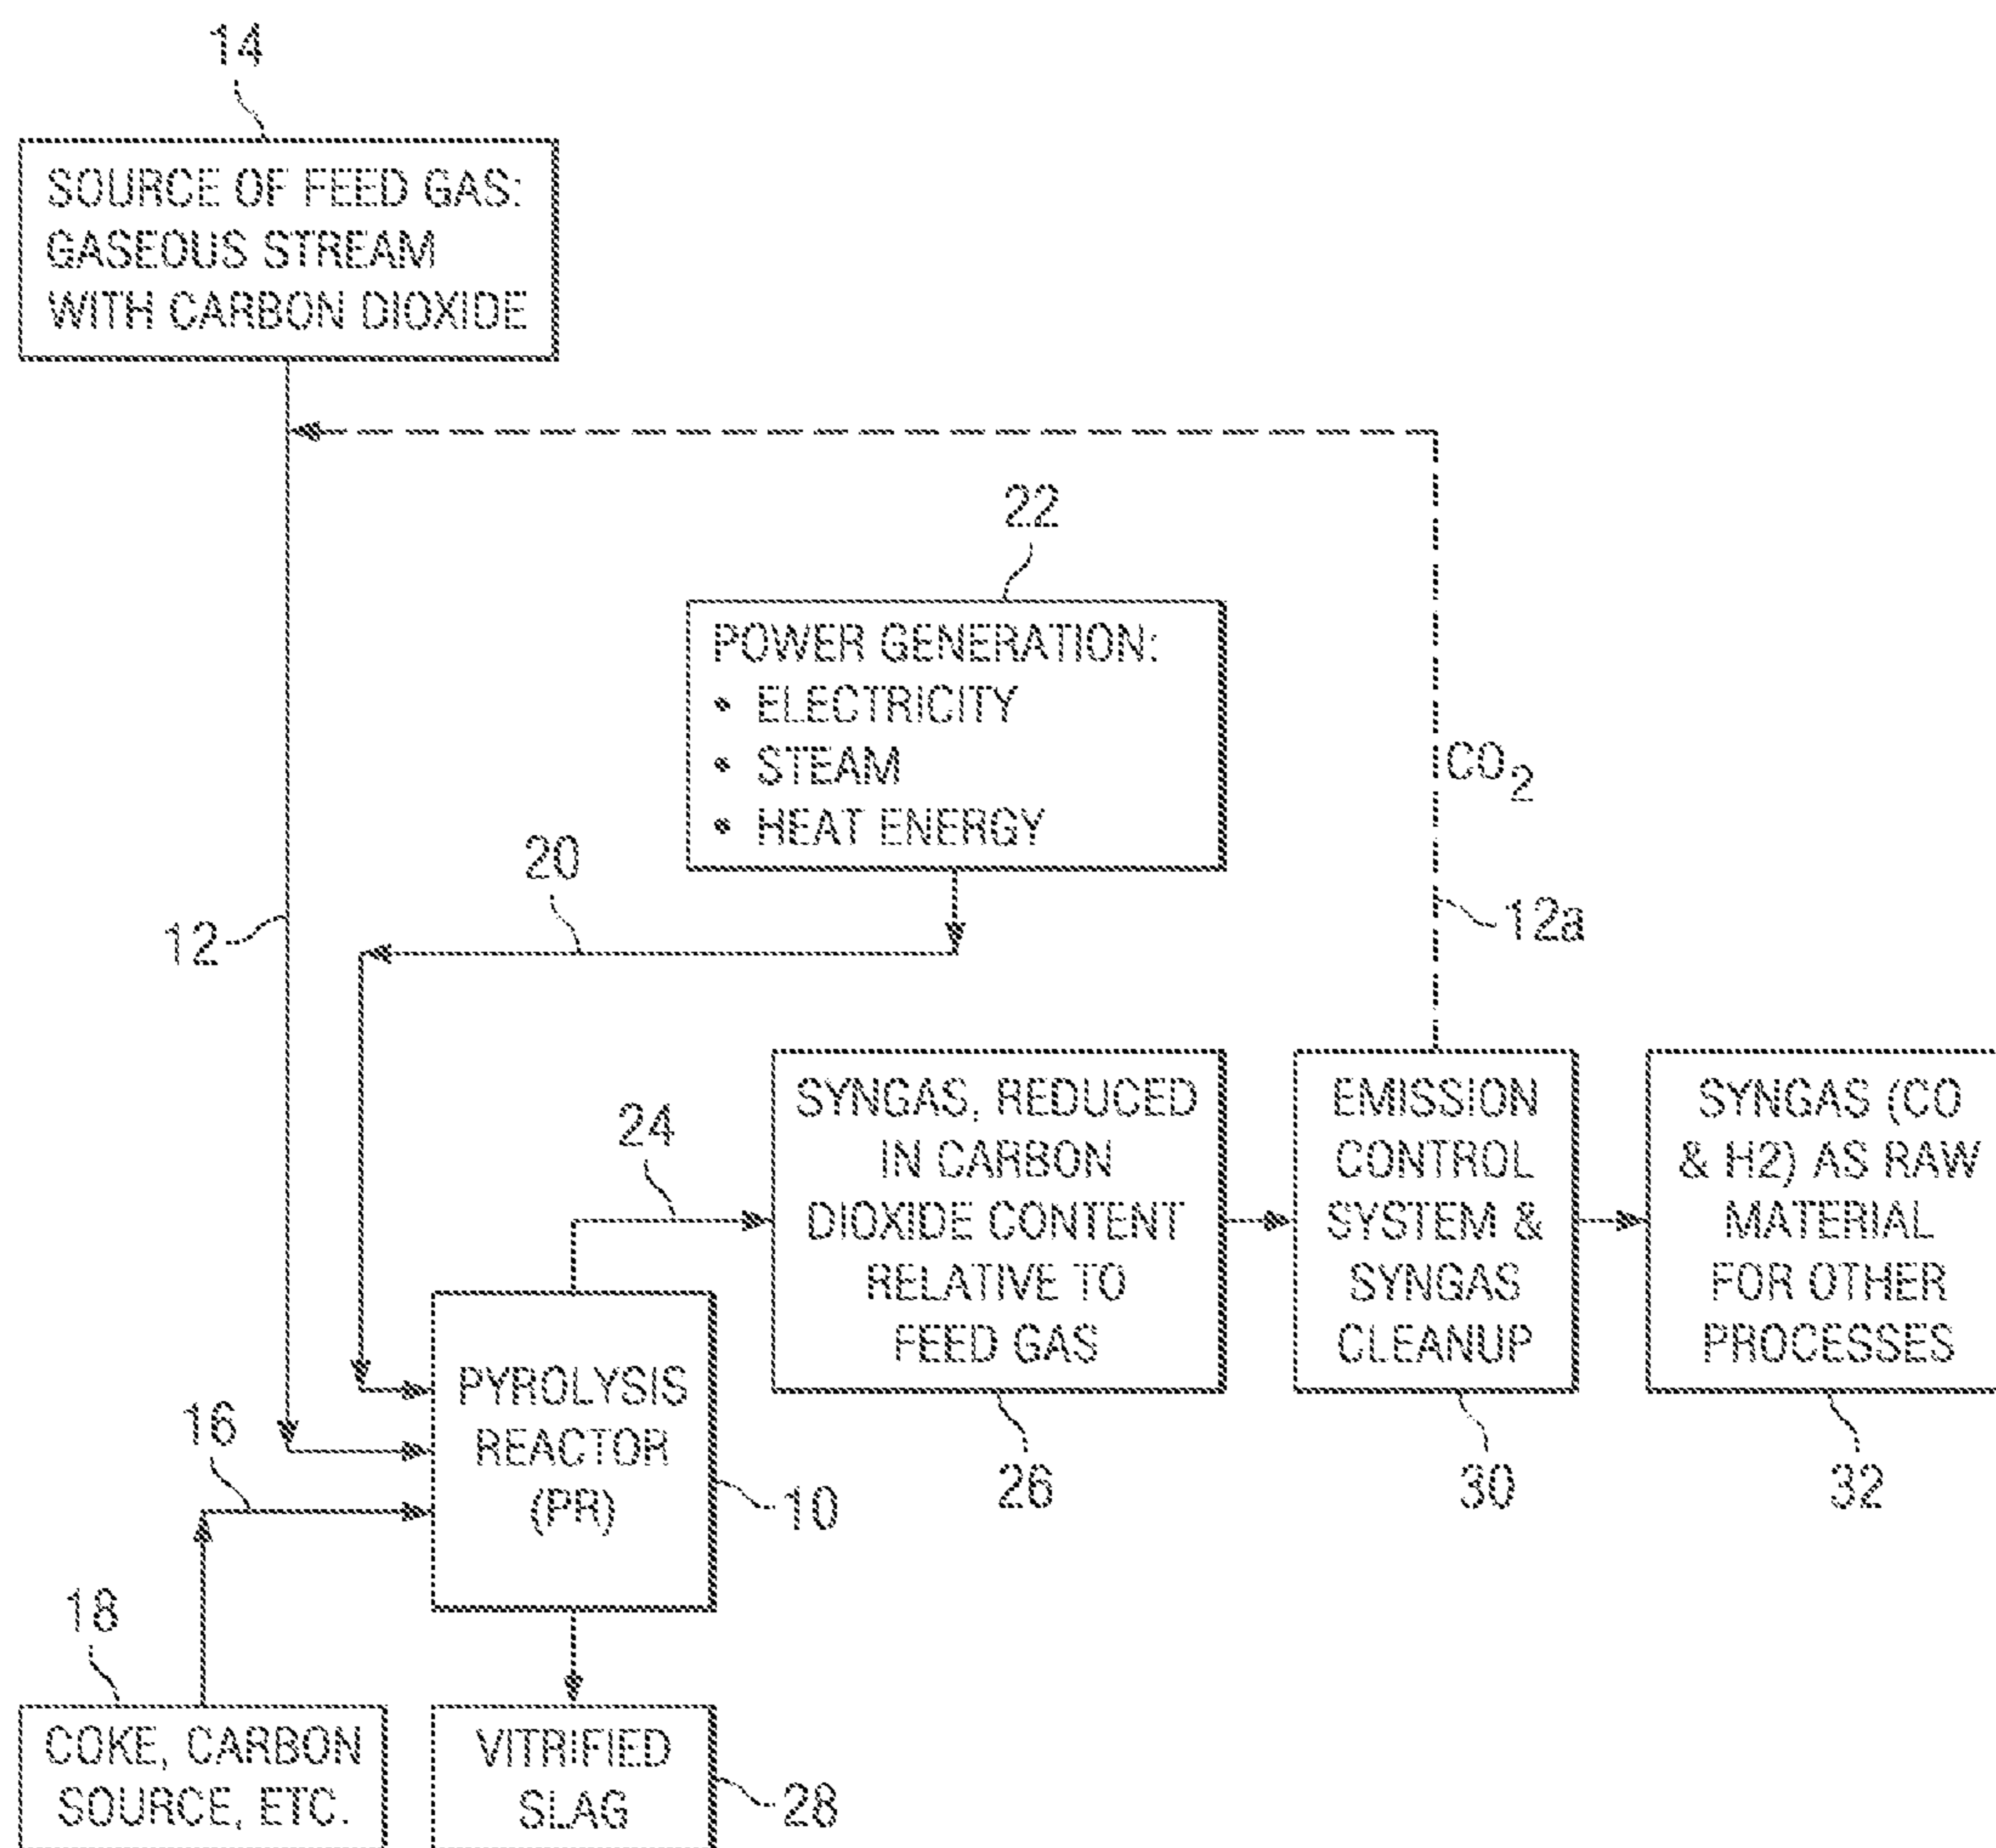 14
SOURCE OF FEED GAS:
GASEOUS STREAM
WITH CARBON DIOXIDE
22
POWER GENERATION:
• ELECTRICITY
• STEAM
• HEAT ENERGY
CO2
20
12
12a
24
SYNGAS, REDUCED
IN CARBON
DIOXIDE CONTENT
RELATIVE TO
FEED GAS
26
EMISSION
CONTROL
SYSTEM &
SYNGAS
CLEANUP
30
SYNGAS (CO
& H2) AS RAW
MATERIAL
FOR OTHER
PROCESSES
32
16
PYROLYSIS
REACTOR
(PR)
10
18
COKE, CARBON
SOURCE, ETC.
VITRIFIED
SLAG
28